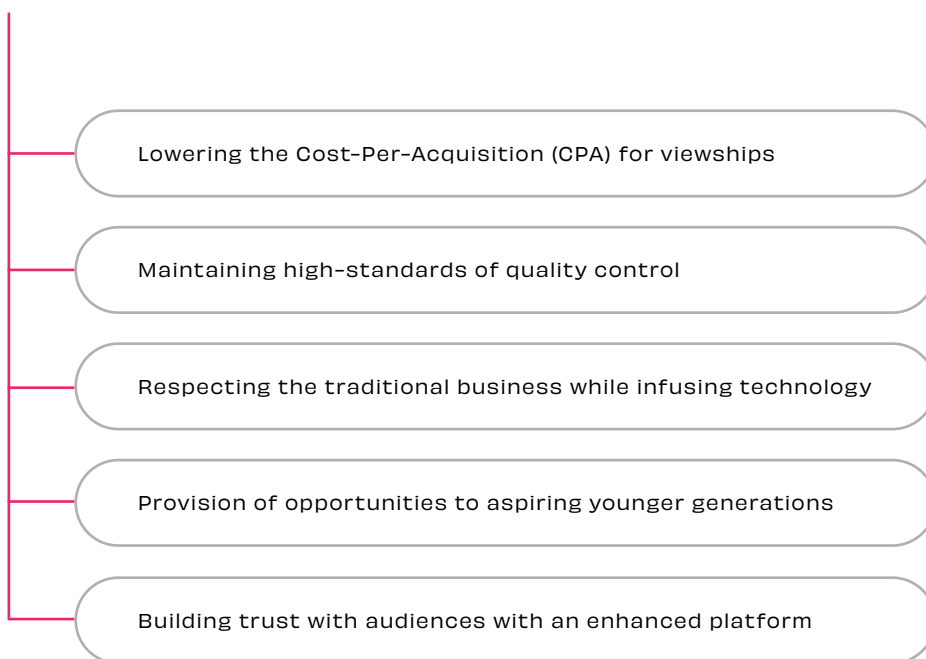 Lowering the Cost-Per-Acquisition (CPA) for viewships
Maintaining high-standards of quality control
Respecting the traditional business while infusing technology
Provision of opportunities to aspiring younger generations
Building trust with audiences with an enhanced platform